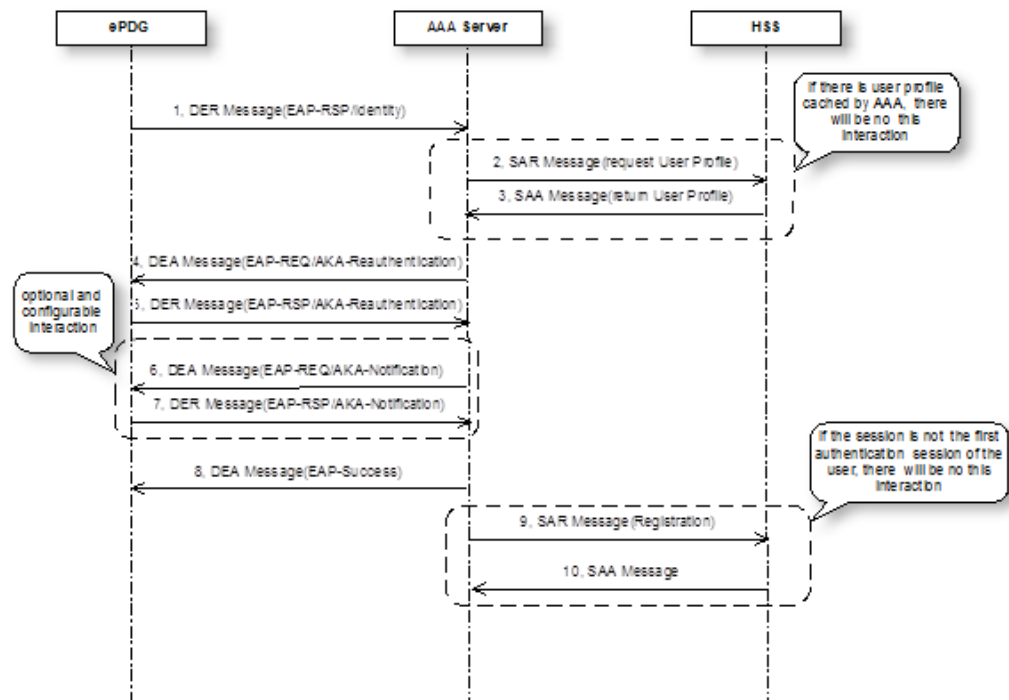 ePDG
AAA Server
HSS
If there is user profile
cached by AAA, there
will be no this
interaction
1, DER Message(EAP-RSP/Identity)
2, SAR Message(request User Profile)
3, SAA Message(return User Profile)
4, DEA Message(EAP-REQ/AKA-Reauthentication)
optional and
configurable
interaction
5, DER Message(EAP-RSP/AKA-Reauthentication)
6, DEA Message(EAP-REQ/AKA-Notification)
7, DER Message(EAP-RSP/AKA-Notification)
If the session is not the first
authentication session of the
user, there will be no this
interaction
8, DEA Message(EAP-Success)
9, SAR Message(Registration)
10, SAA Message